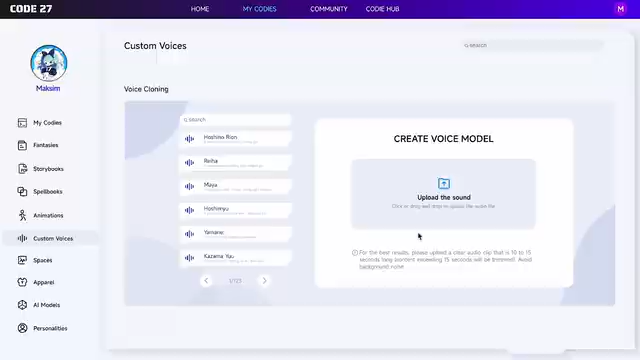 CODE 27
HOME
MY CODIES
COMMUNITY
CODIE HUB
M
Custom Voices
search
Maksim
Voice Cloning
My Codies
Fantasies
Storybooks
Spellbooks
Animations
Custom Voices
Spaces
Apparel
AI Models
Personalities
search
Hoshino Rion
Reiha
Maya
Hoshimyu
Yamane
Kazama Yuu
1/123
CREATE VOICE MODEL
Upload the sound
Click or drag and drop to upload the audio file
For the best results, please upload a clear audio clip that is 10 to 15
seconds long (content exceeding 15 seconds will be trimmed). Avoid
background noise